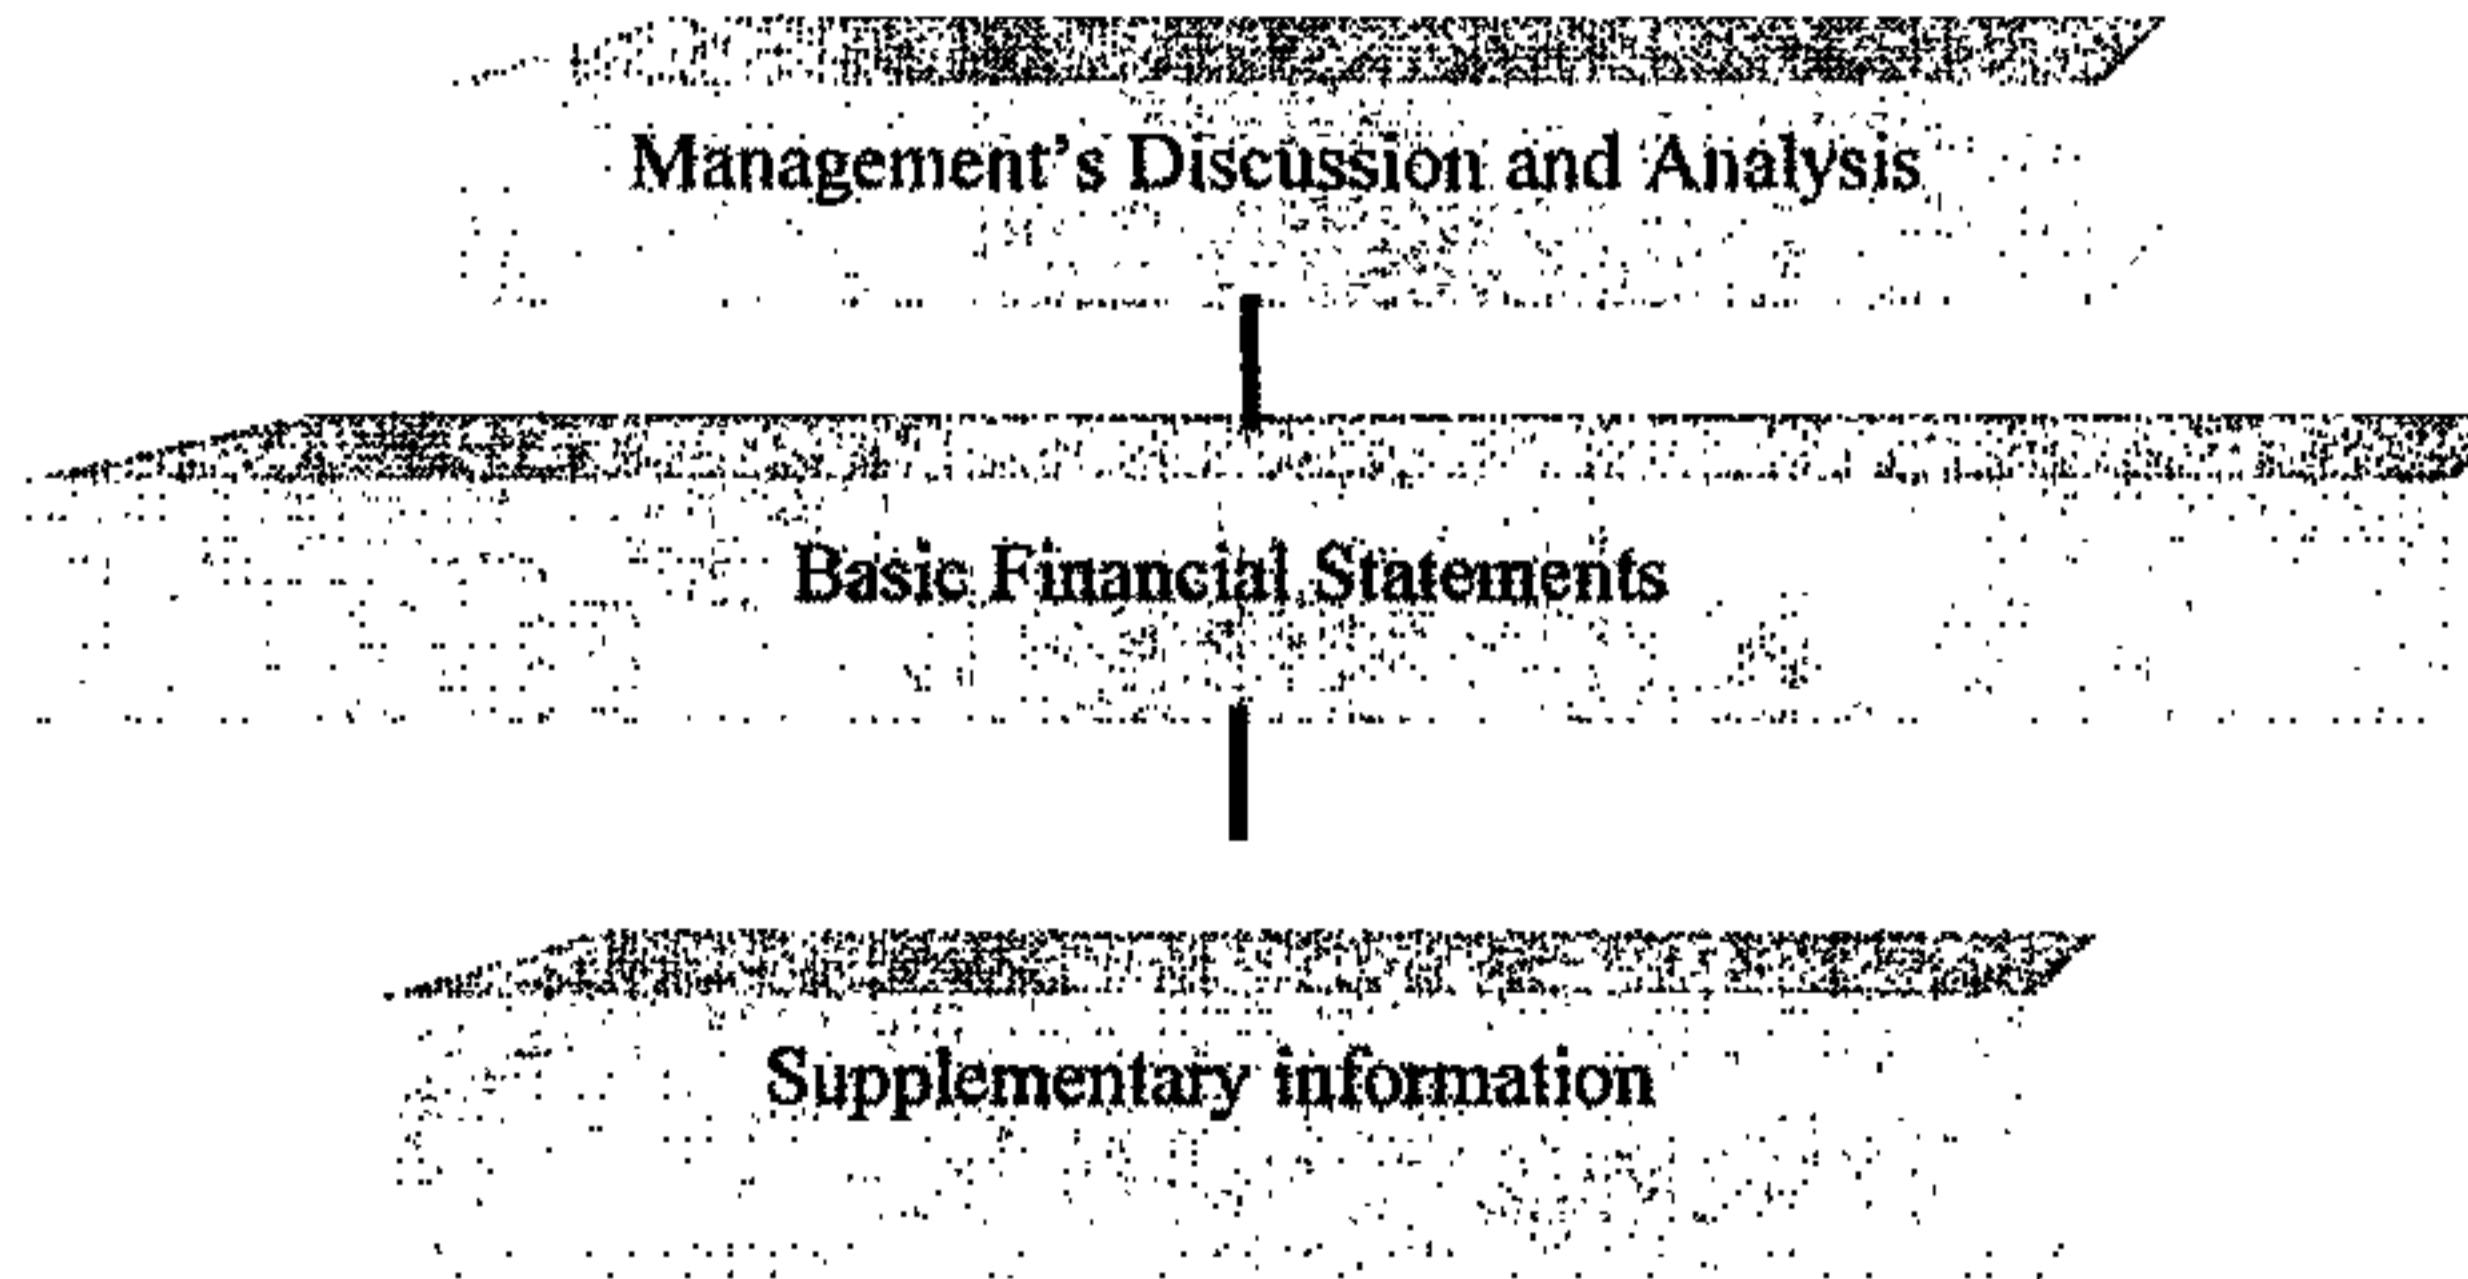 Management's Discussion and Analysis
Basic Financial Statements
Supplementary information